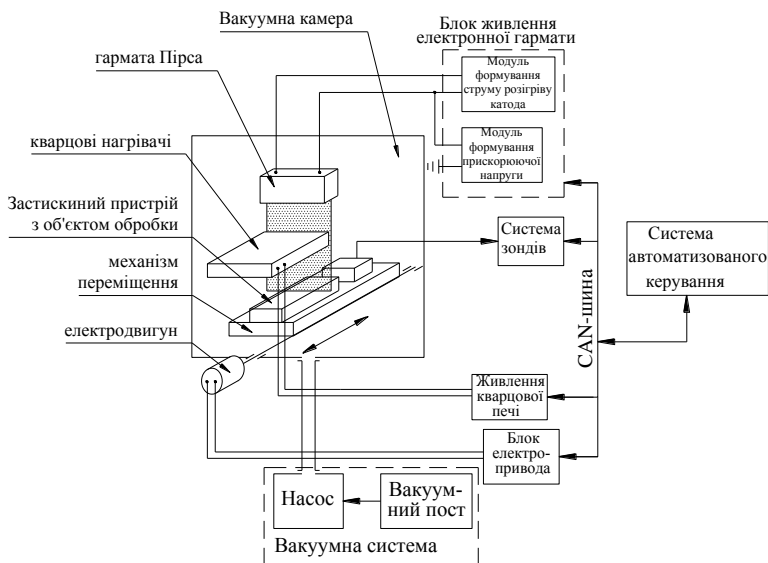 Вакуумна камера
гармата Пірса
кварцові нагрівачі
Застискиний пристрій
з об'єктом обробки
механізм
переміщення
електродвигун
Блок живлення
електронної гармати
Модуль
формування
струму розігріву
катода
Модуль
формування
прискорюючої
напруги
Система
зондів
Система
автоматизованого
керування
CAN-шина
Живлення
кварцової
печі
Блок
електро-
привода
Насос
Вакуум-
ний пост
Вакуумна система